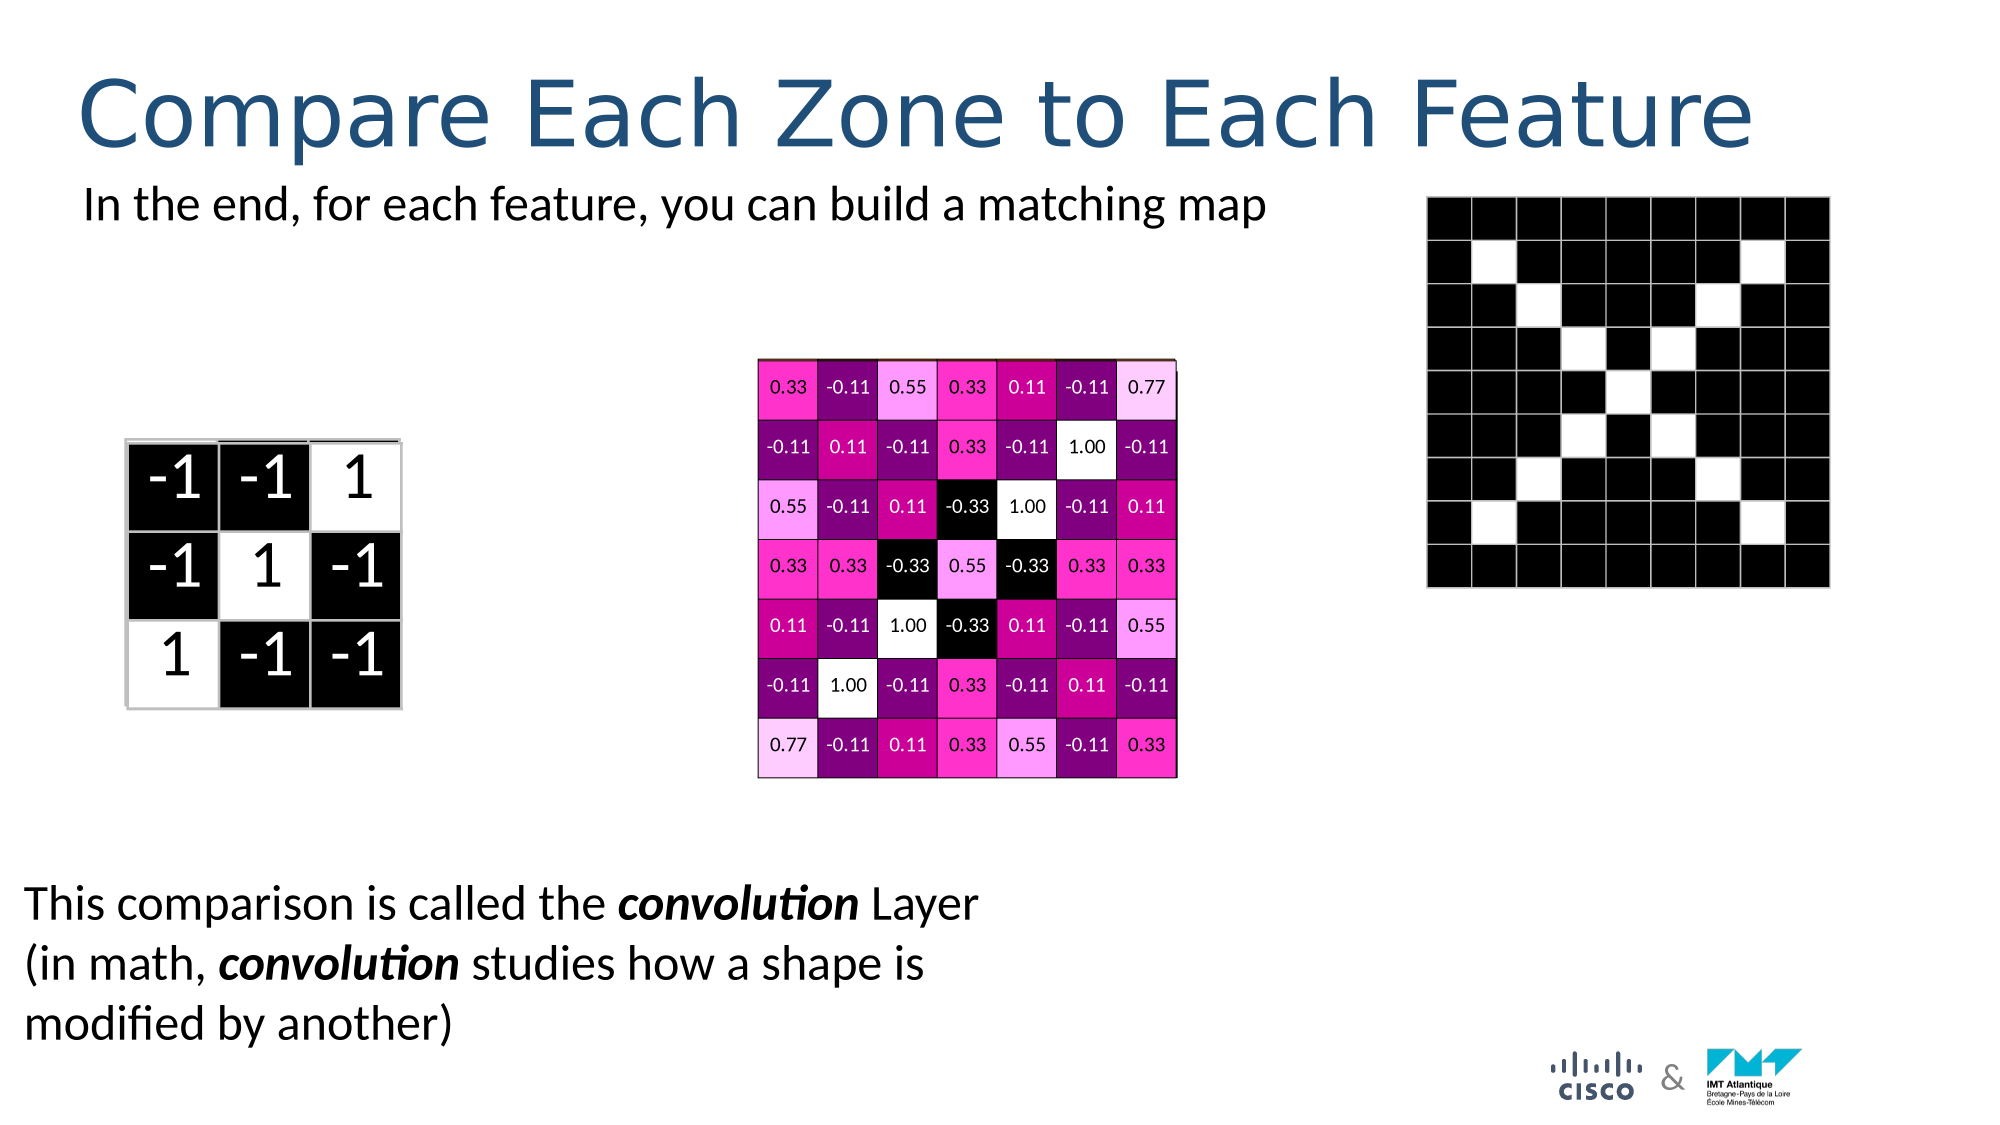 Compare Each Zone to Each Feature
In the end, for each feature, you can build a matching map
-1 -1 1
-1 1 -1
1 -1 -1
0.33 -0.11 0.55 0.33 0.11 -0.11 0.77
-0.11 0.11 -0.11 0.33 -0.11 1.00 -0.11
0.55 -0.11 0.11 -0.33 1.00 -0.11 0.11
0.33 0.33 -0.33 0.55 -0.33 0.33 0.33
0.11 -0.11 1.00 -0.33 0.11 -0.11 0.55
-0.11 1.00 -0.11 0.33 -0.11 0.11 -0.11
0.77 -0.11 0.11 0.33 0.55 -0.11 0.33
This comparison is called the convolution Layer
(in math, convolution studies how a shape is
modified by another)
CISCO & IMT Atlantique
Bretagne-Pays de la Loire
École Mines-Télécom